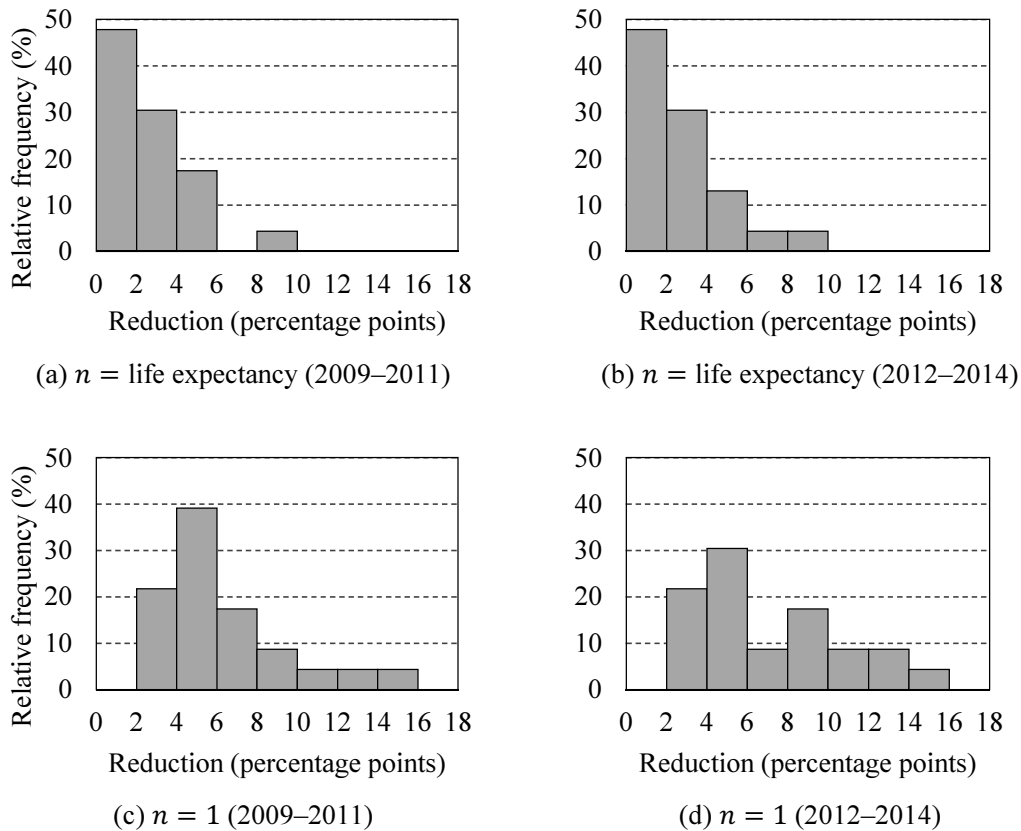 Relative frequency (%)
50
40
30
20
10
0
0 2 4 6 8 10 12 14 16 18
Reduction (percentage points)
(a) n = life expectancy (2009–2011)
50
40
30
20
10
0
0 2 4 6 8 10 12 14 16 18
Reduction (percentage points)
(b) n = life expectancy (2012–2014)
Relative frequency (%)
50
40
30
20
10
0
0 2 4 6 8 10 12 14 16 18
Reduction (percentage points)
(c) n = 1 (2009–2011)
50
40
30
20
10
0
0 2 4 6 8 10 12 14 16 18
Reduction (percentage points)
(d) n = 1 (2012–2014)